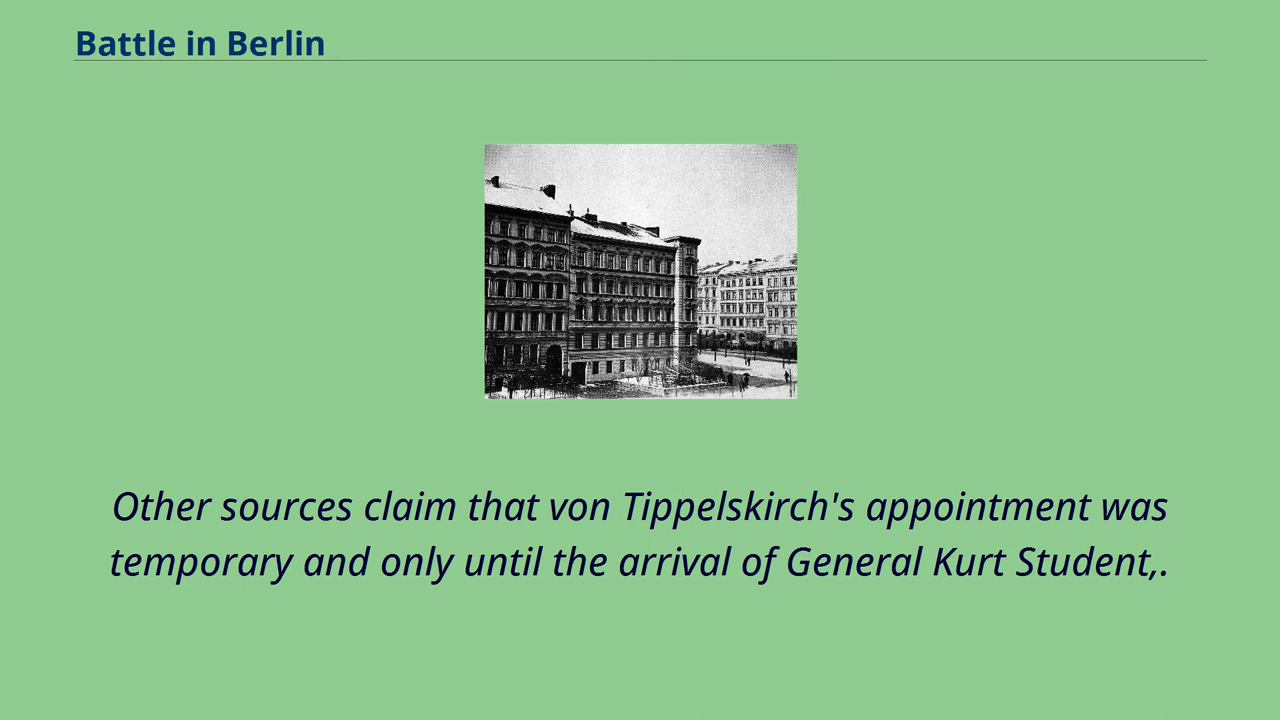 Battle in Berlin
Other sources claim that von Tippelskirch's appointment was
temporary and only until the arrival of General Kurt Student,.